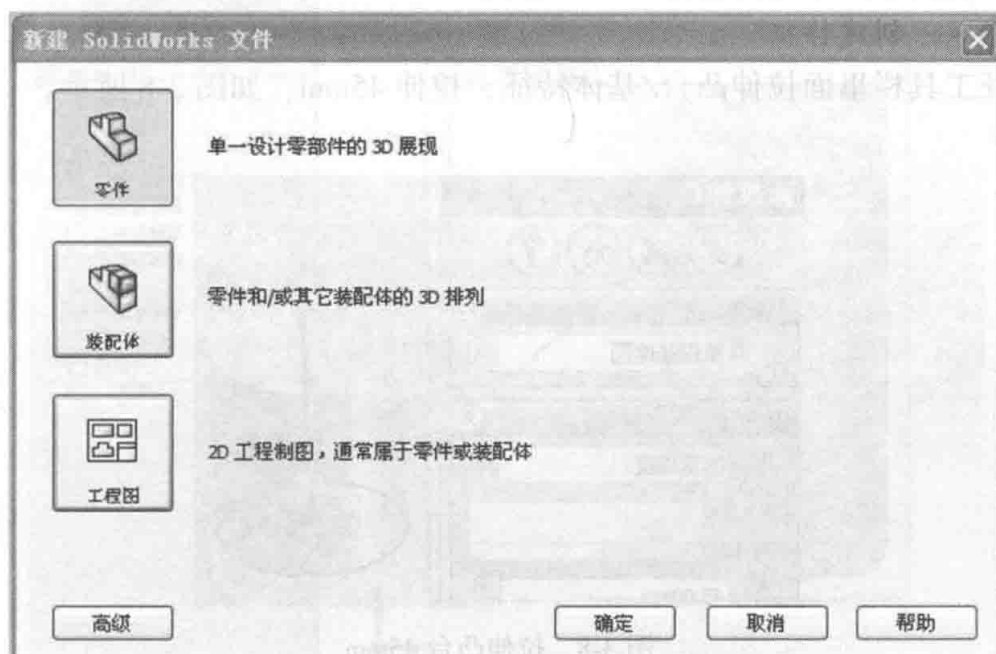 新建 SolidWorks 文件
零件
单一设计零部件的 3D 展现
装配体
零件和/或其它装配体的 3D 排列
工程图
2D 工程制图，通常属于零件或装配体
高级
确定
取消
帮助